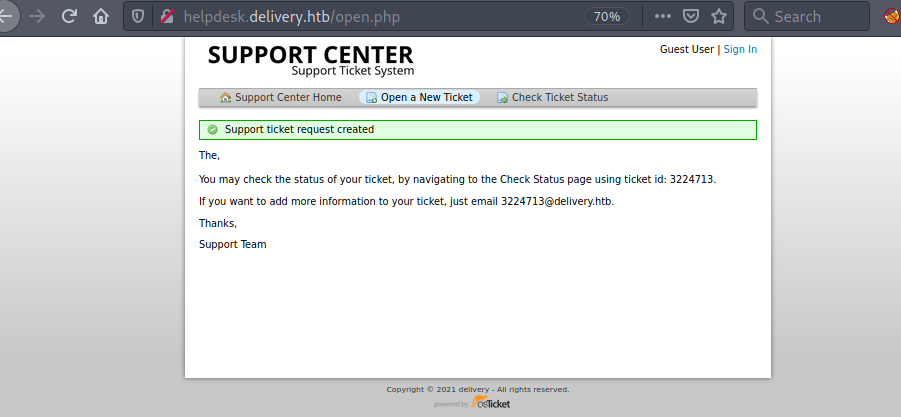 helpdesk.delivery.htb/open.php 70% Search
SUPPORT CENTER
Support Ticket System
Guest User | Sign In
Support Center Home Open a New Ticket Check Ticket Status
Support ticket request created
The,
You may check the status of your ticket, by navigating to the Check Status page using ticket id: 3224713.
If you want to add more information to your ticket, just email 3224713@delivery.htb.
Thanks,
Support Team
Copyright © 2021 delivery - All rights reserved.
powered by osTicket